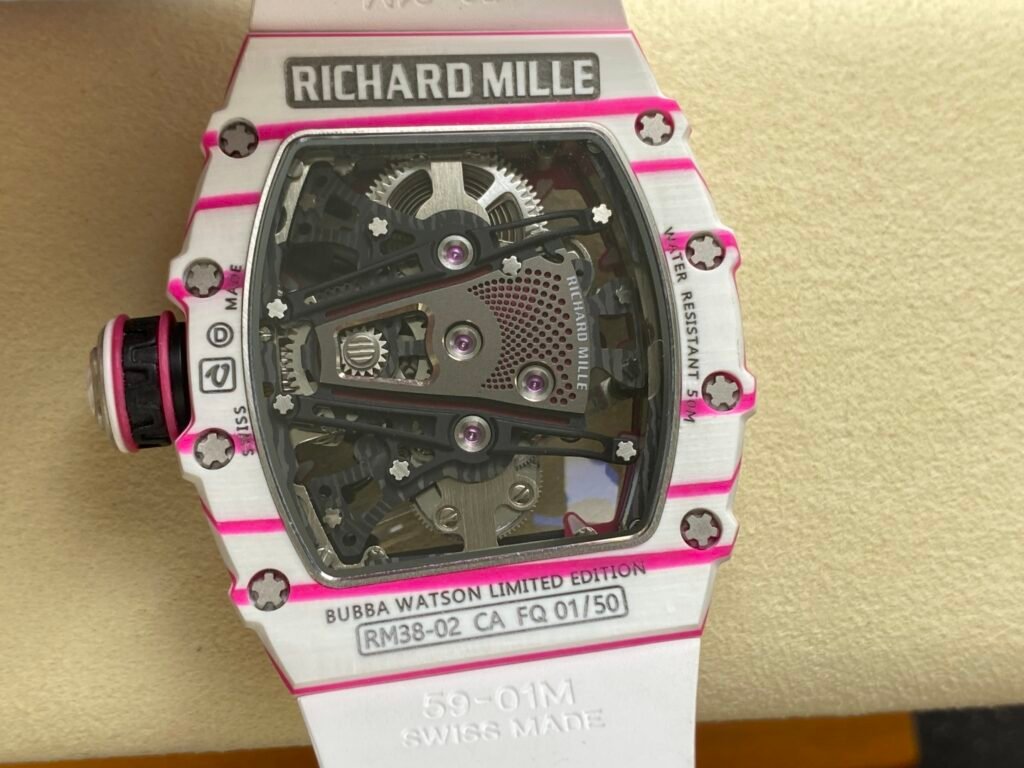 RICHARD MILLE
SWISS
MADE
WATER RESISTANT 50M
RICHARD MILLE
BUBBA WATSON LIMITED EDITION
RM38-02 CA FQ 01/50
59-01M
SWISS MADE